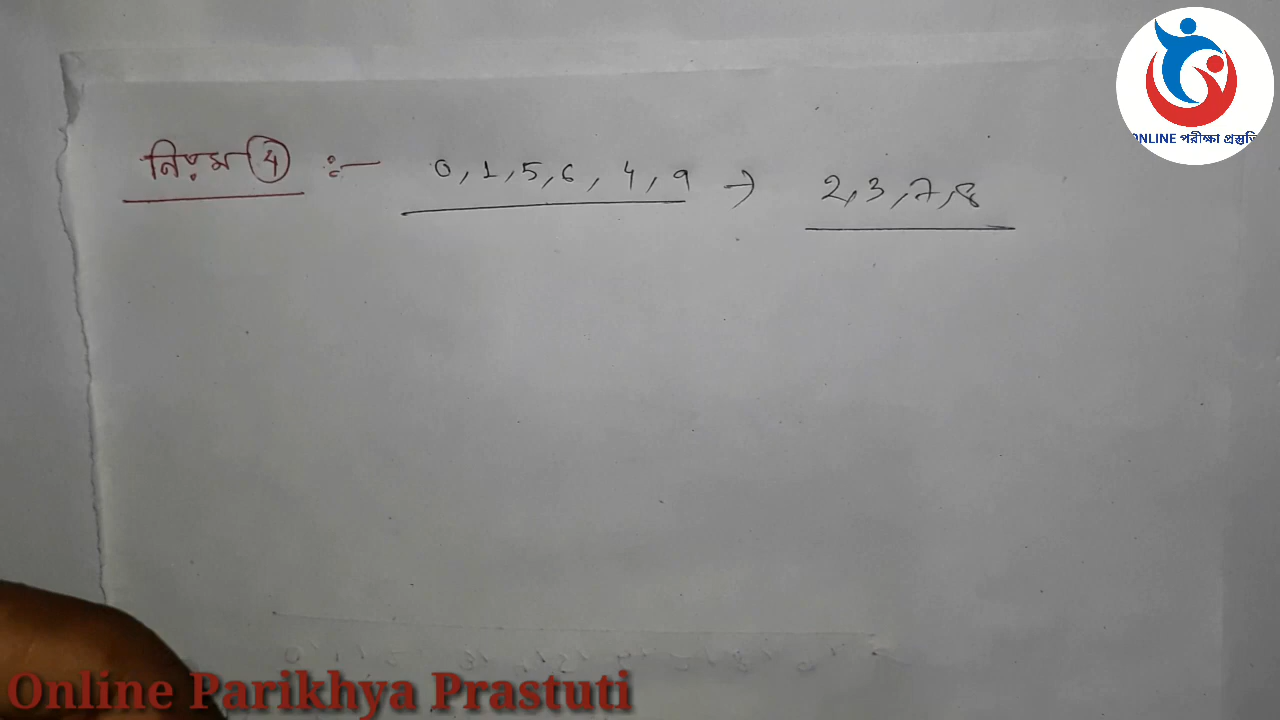 নিয়ম ④ :- 0, 1, 5, 6, 4, 9 → 2, 3, 7, 8
ONLINE পরীক্ষা প্রস্তুতি
Online Parikhya Prastuti